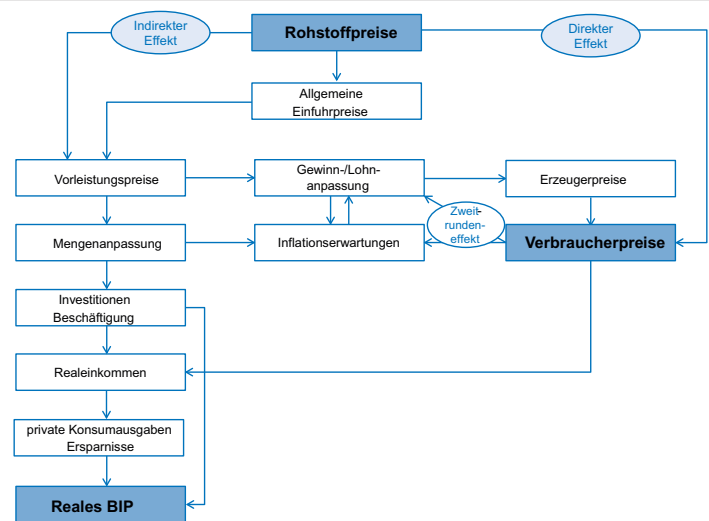 Indirekter
Effekt
Rohstoffpreise
Direkter
Effekt
Allgemeine
Einfuhrpreise
Vorleistungspreise
Gewinn-/Lohn-
anpassung
Erzeugerpreise
Zweit-
runden-
effekt
Mengenanpassung
Inflationserwartungen
Verbraucherpreise
Investitionen
Beschäftigung
Realeinkommen
private Konsumausgaben
Ersparnisse
Reales BIP